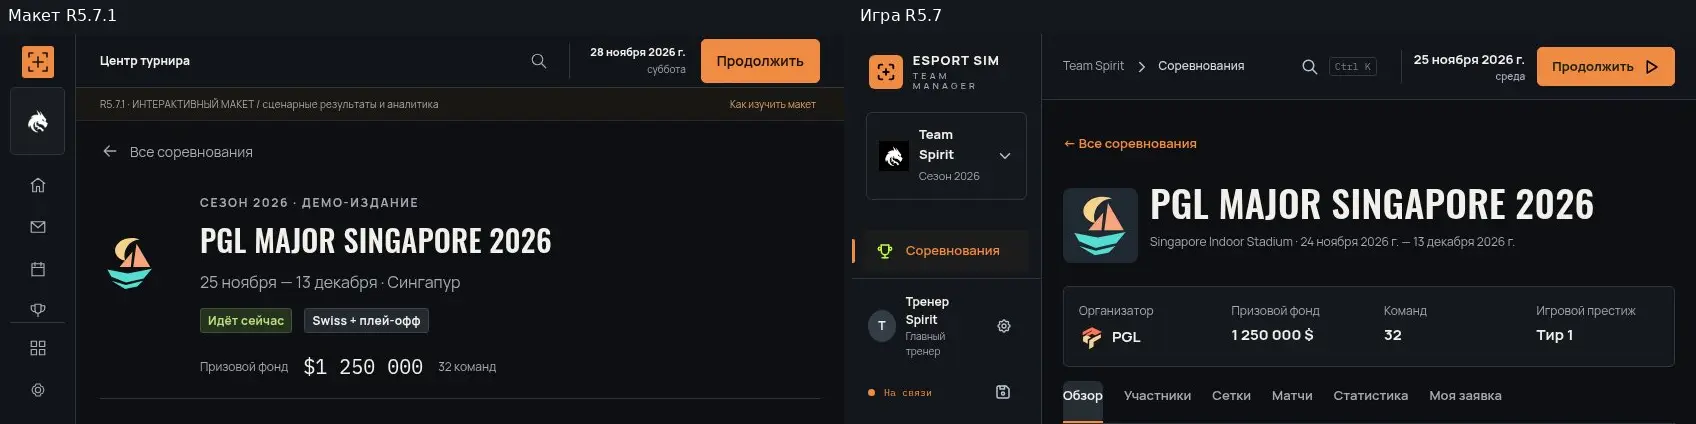 Макет R5.7.1
Центр турнира
28 ноября 2026 г.
суббота
Продолжить
R5.7.1 · ИНТЕРАКТИВНЫЙ МАКЕТ / сценарные результаты и аналитика
Как изучить макет
← Все соревнования
СЕЗОН 2026 · ДЕМО-ИЗДАНИЕ
PGL MAJOR SINGAPORE 2026
25 ноября — 13 декабря · Сингапур
Идёт сейчас
Swiss + плей-офф
Призовой фонд $1 250 000 32 команд
Игра R5.7
ESPORT SIM
TEAM
MANAGER
Team
Spirit
Сезон 2026
Соревнования
Тренер
Spirit
Главный
тренер
Т
На связи
Team Spirit > Соревнования
Ctrl K
25 ноября 2026 г.
среда
Продолжить
← Все соревнования
PGL MAJOR SINGAPORE 2026
Singapore Indoor Stadium · 24 ноября 2026 г. — 13 декабря 2026 г.
Организатор
PGL
Призовой фонд
1 250 000 $
Команд
32
Игровой престиж
Тир 1
Обзор Участники Сетки Матчи Статистика Моя заявка